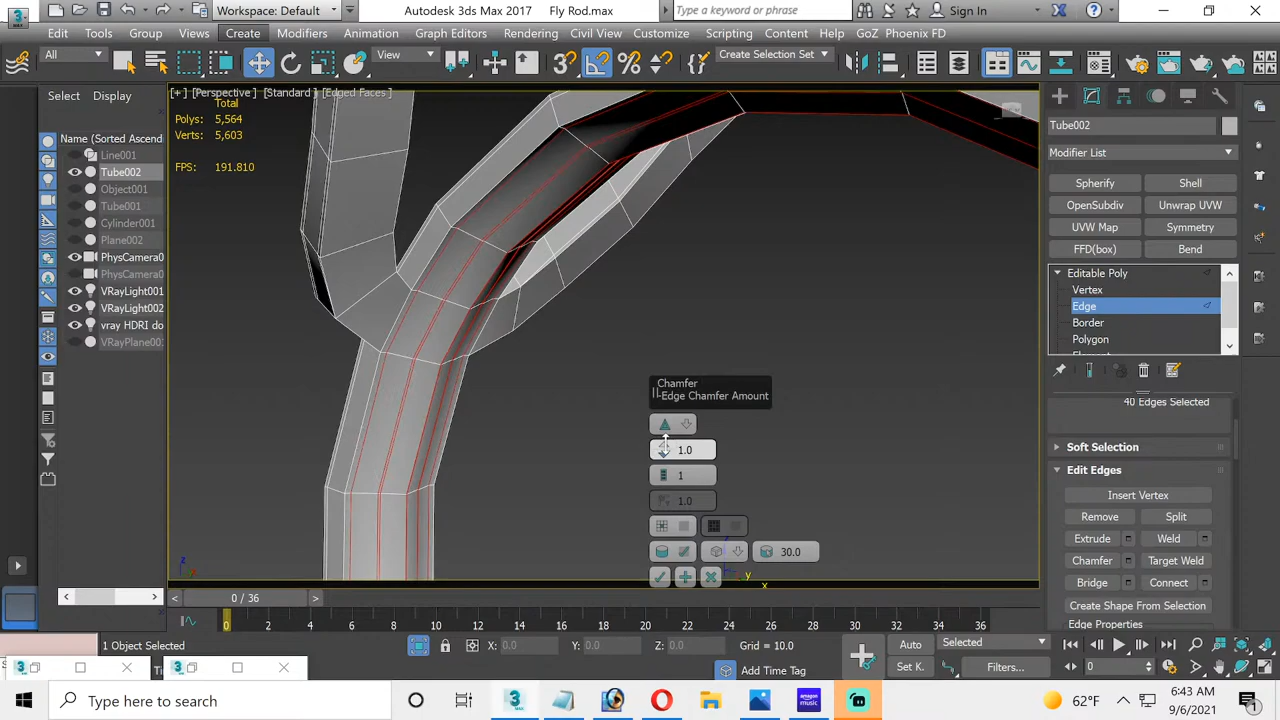 Workspace: Default
Autodesk 3ds Max 2017
Fly Rod.max
Type a keyword or phrase
Sign In
Edit
Tools
Group
Views
Create
Modifiers
Animation
Graph Editors
Rendering
Civil View
Customize
Scripting
Content
Help
GoZ
Phoenix FD
All
View
Create Selection Set
Select
Display
[+] [Perspective] [Standard] [Edged Faces]
Total
Polys: 5,564
Verts: 5,603
FPS: 191.810
Name (Sorted Ascend
Line001
Tube002
Object001
Tube001
Cylinder001
Plane002
PhysCamera0
PhysCamera0
VRayLight001
VRayLight002
vray HDRI do
VRayPlane00
Tube002
Modifier List
Spherify
Shell
OpenSubdiv
Unwrap UVW
UV Map
Symmetry
FFD(box)
Bend
Editable Poly
Vertex
Edge
Border
Polygon
40 Edges Selected
Soft Selection
Edit Edges
Insert Vertex
Remove
Split
Extrude
Weld
Chamfer
Target Weld
Bridge
Connect
Create Shape From Selection
Edge Properties
Chamfer
-Edge Chamfer Amount
1.0
1
1.0
30.0
z
y
x
0 / 36
0 2 4 6 8 10 12 14 16 18 20 22 24 26 28 30 32 34 36
1 Object Selected
X: 0.0
Y: 0.0
Z: 0.0
Grid = 10.0
Add Time Tag
Auto
Selected
Set K.
Filters...
0
Type here to search
62°F
6:43 AM
9/6/2021
amazon music